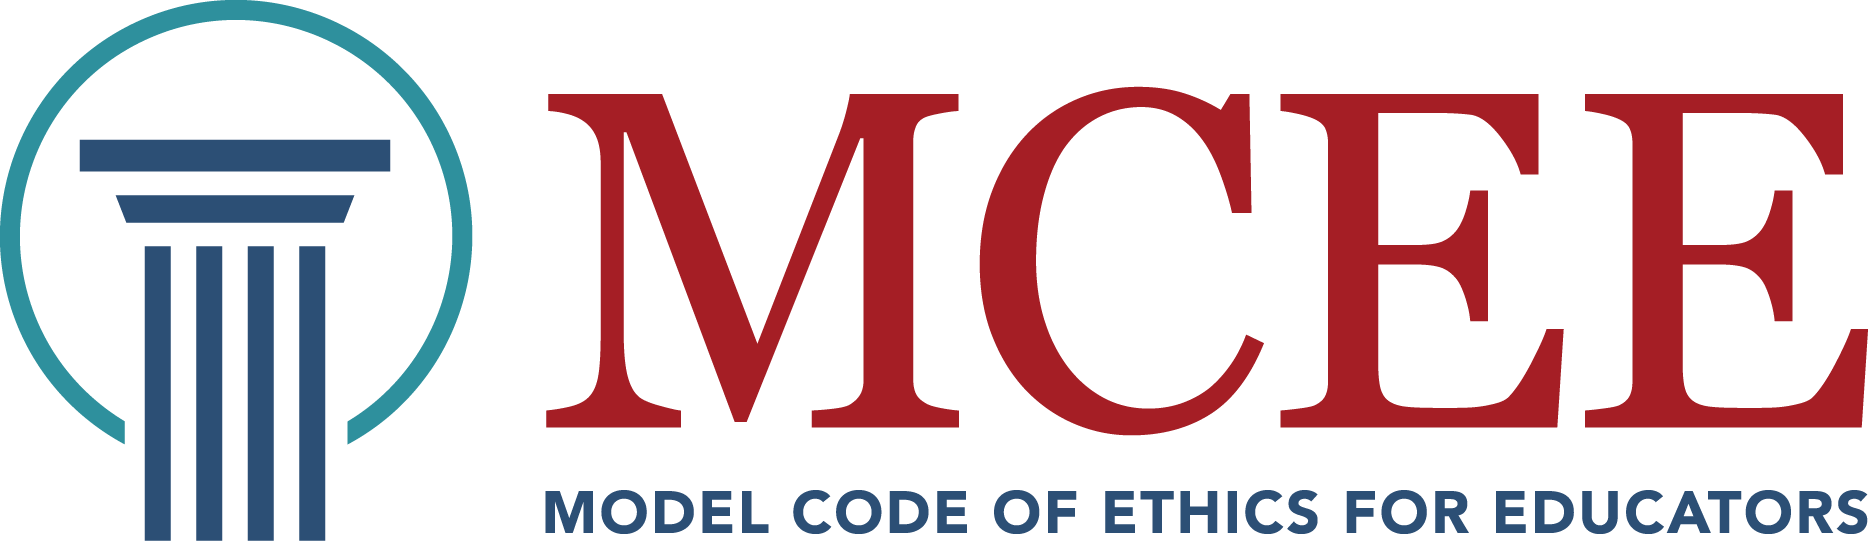 MCEE
MODEL CODE OF ETHICS FOR EDUCATORS